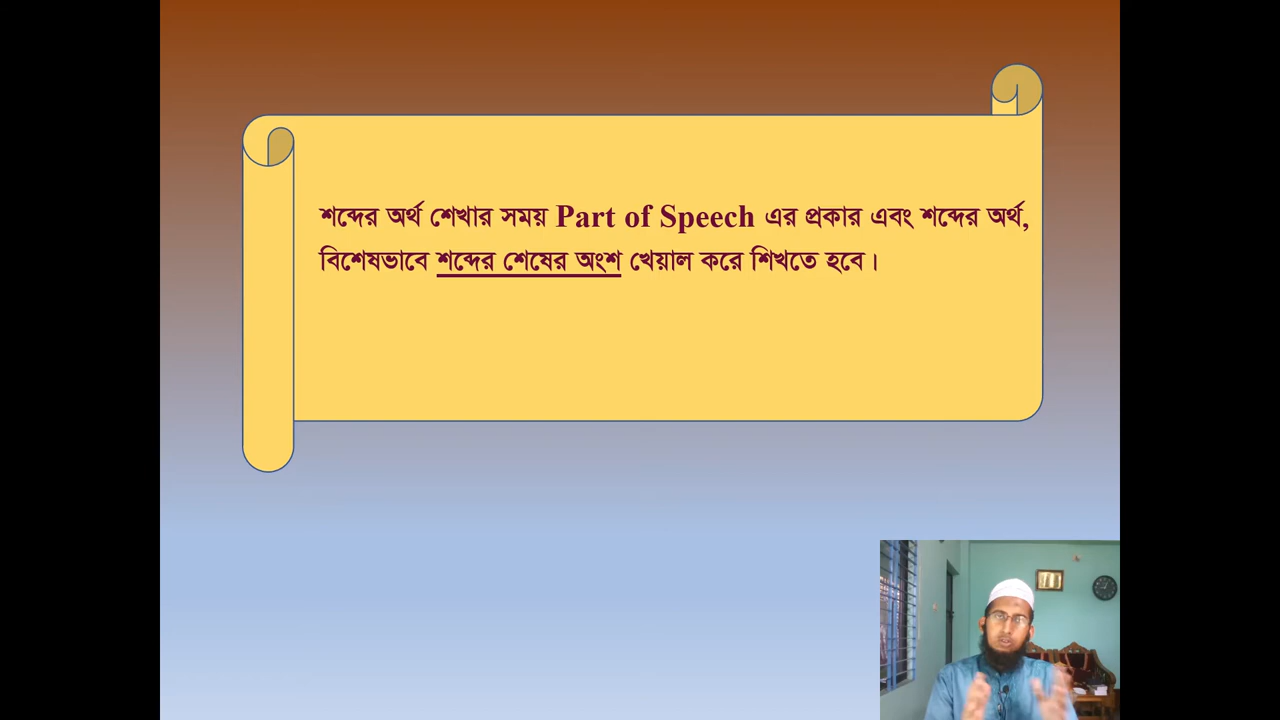 শব্দের অর্থ শেখার সময় Part of Speech এর প্রকার এবং শব্দের অর্থ,
বিশেষভাবে শব্দের শেষের অংশ খেয়াল করে শিখতে হবে।